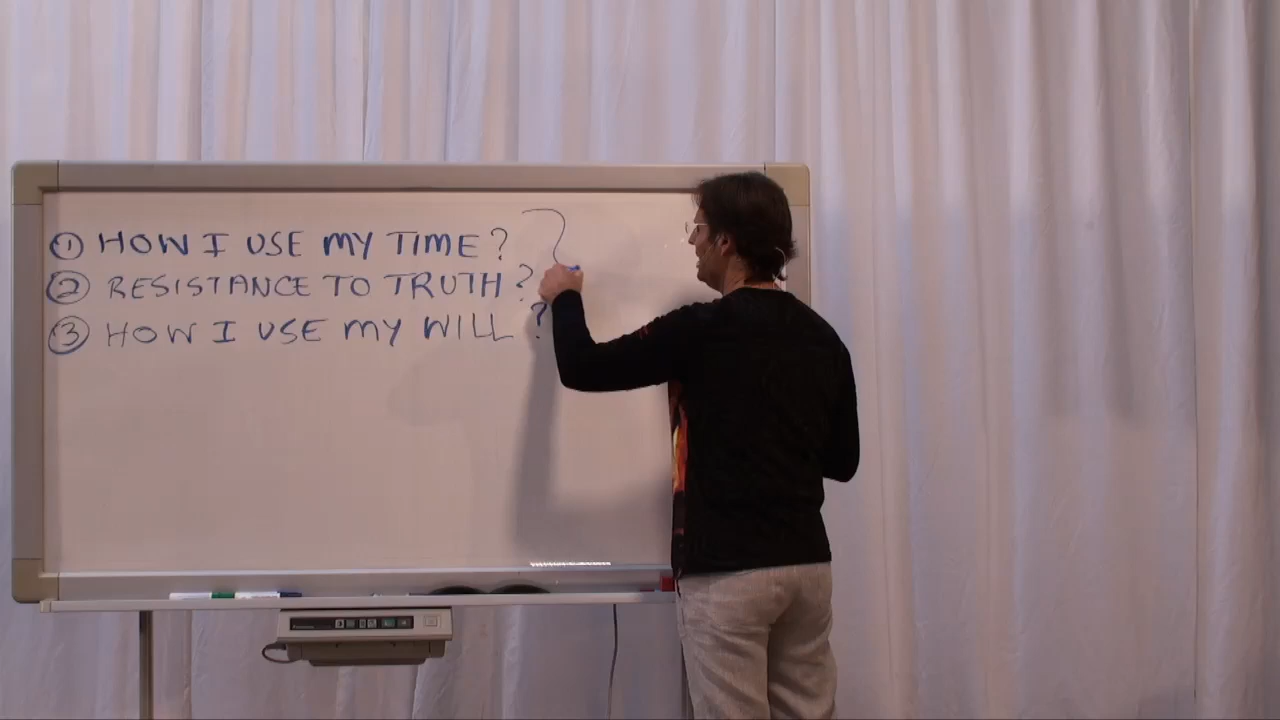 ① HOW I USE MY TIME?
② RESISTANCE TO TRUTH?
③ HOW I USE MY WILL ?